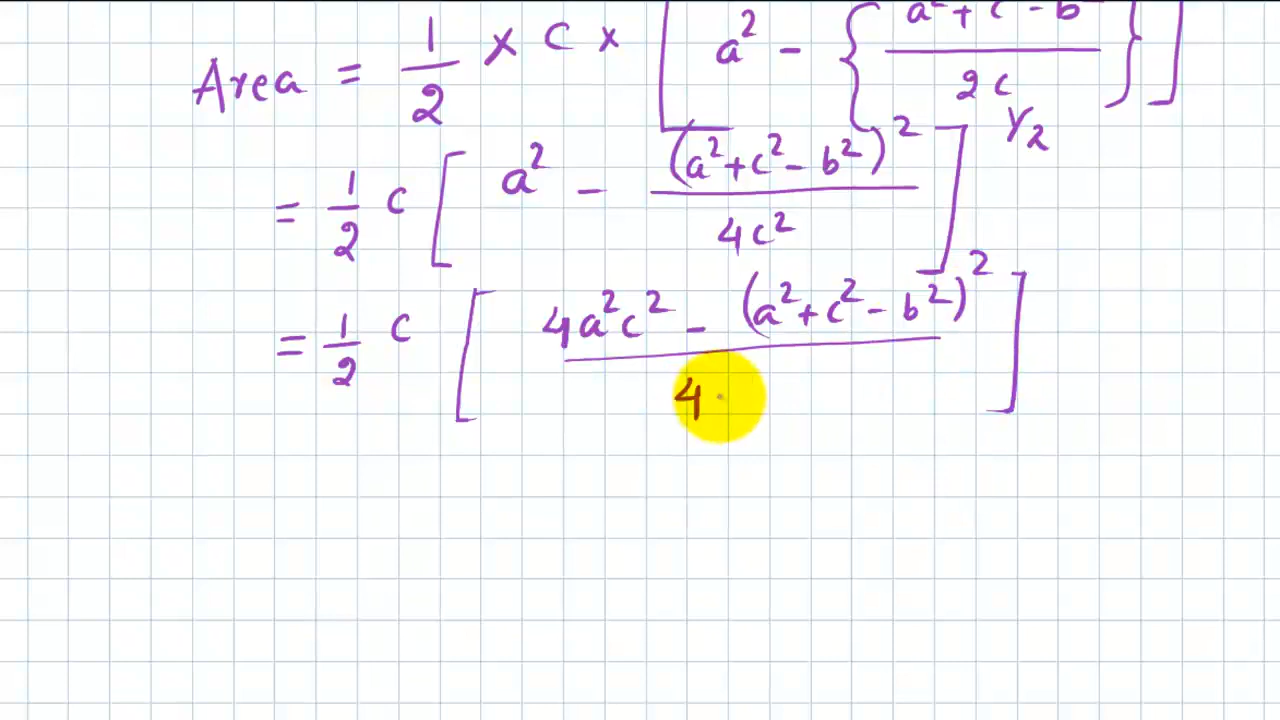 Area = 1/2 × c × [ a² - { (a² + c² - b²) / 2c } ]
= 1/2 c [ a² - (a² + c² - b²)² / 4c² ]^1/2
= 1/2 c [ 4a²c² - (a² + c² - b²)² / 4 ]